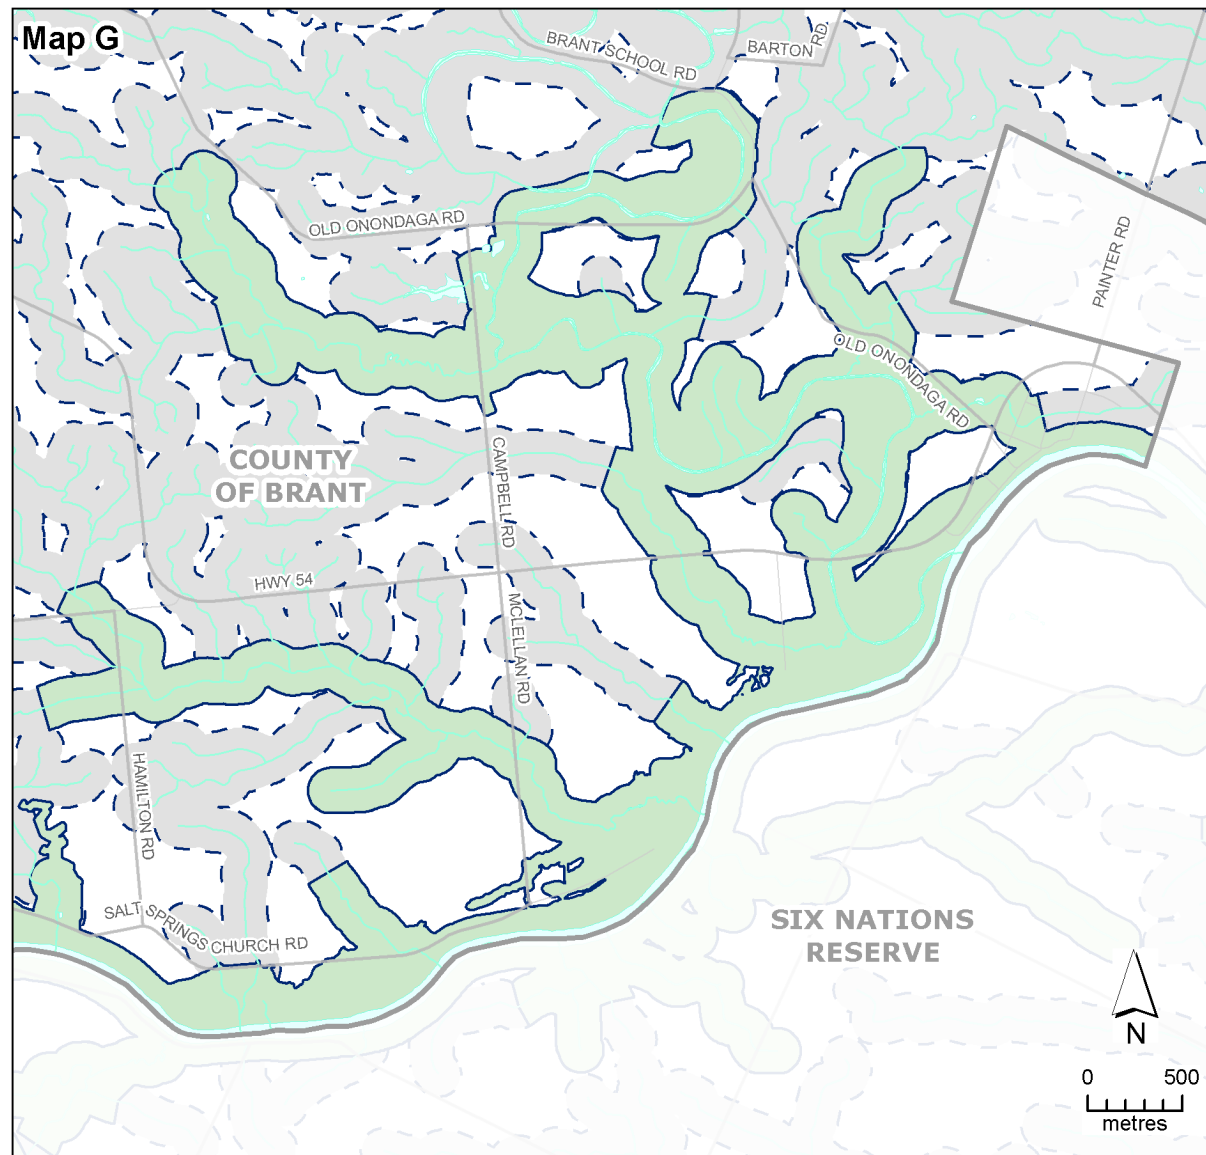 Map G
BRANT SCHOOL RD
BARTON RD
OLD ONONDAGA RD
PAINTER RD
OLD ONONDAGA RD
COUNTY
OF BRANT
CAMPBELL RD
HWY 54
MCLELLAN RD
HAMILTON RD
SALT SPRINGS CHURCH RD
SIX NATIONS
RESERVE
N
0 500
metres